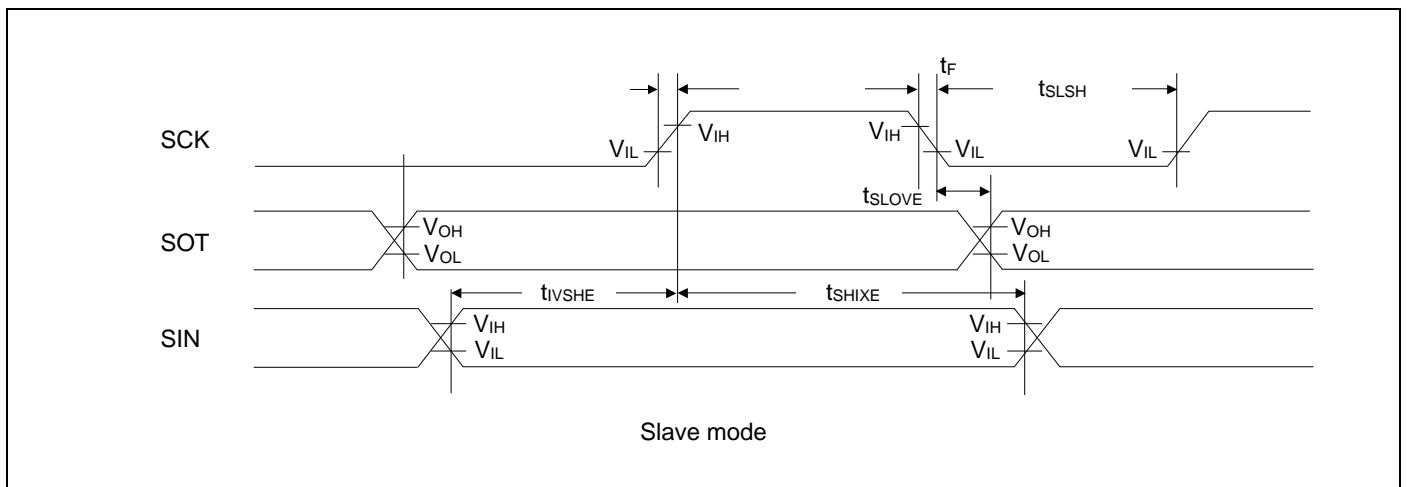 tF
tSLSH
SCK
VIH
VIH
VIL
VIL
VIL
tSLOVE
SOT
VOH
VOL
VOH
VOL
tIVSHE
tSHIXE
SIN
VIH
VIL
VIH
VIL
Slave mode